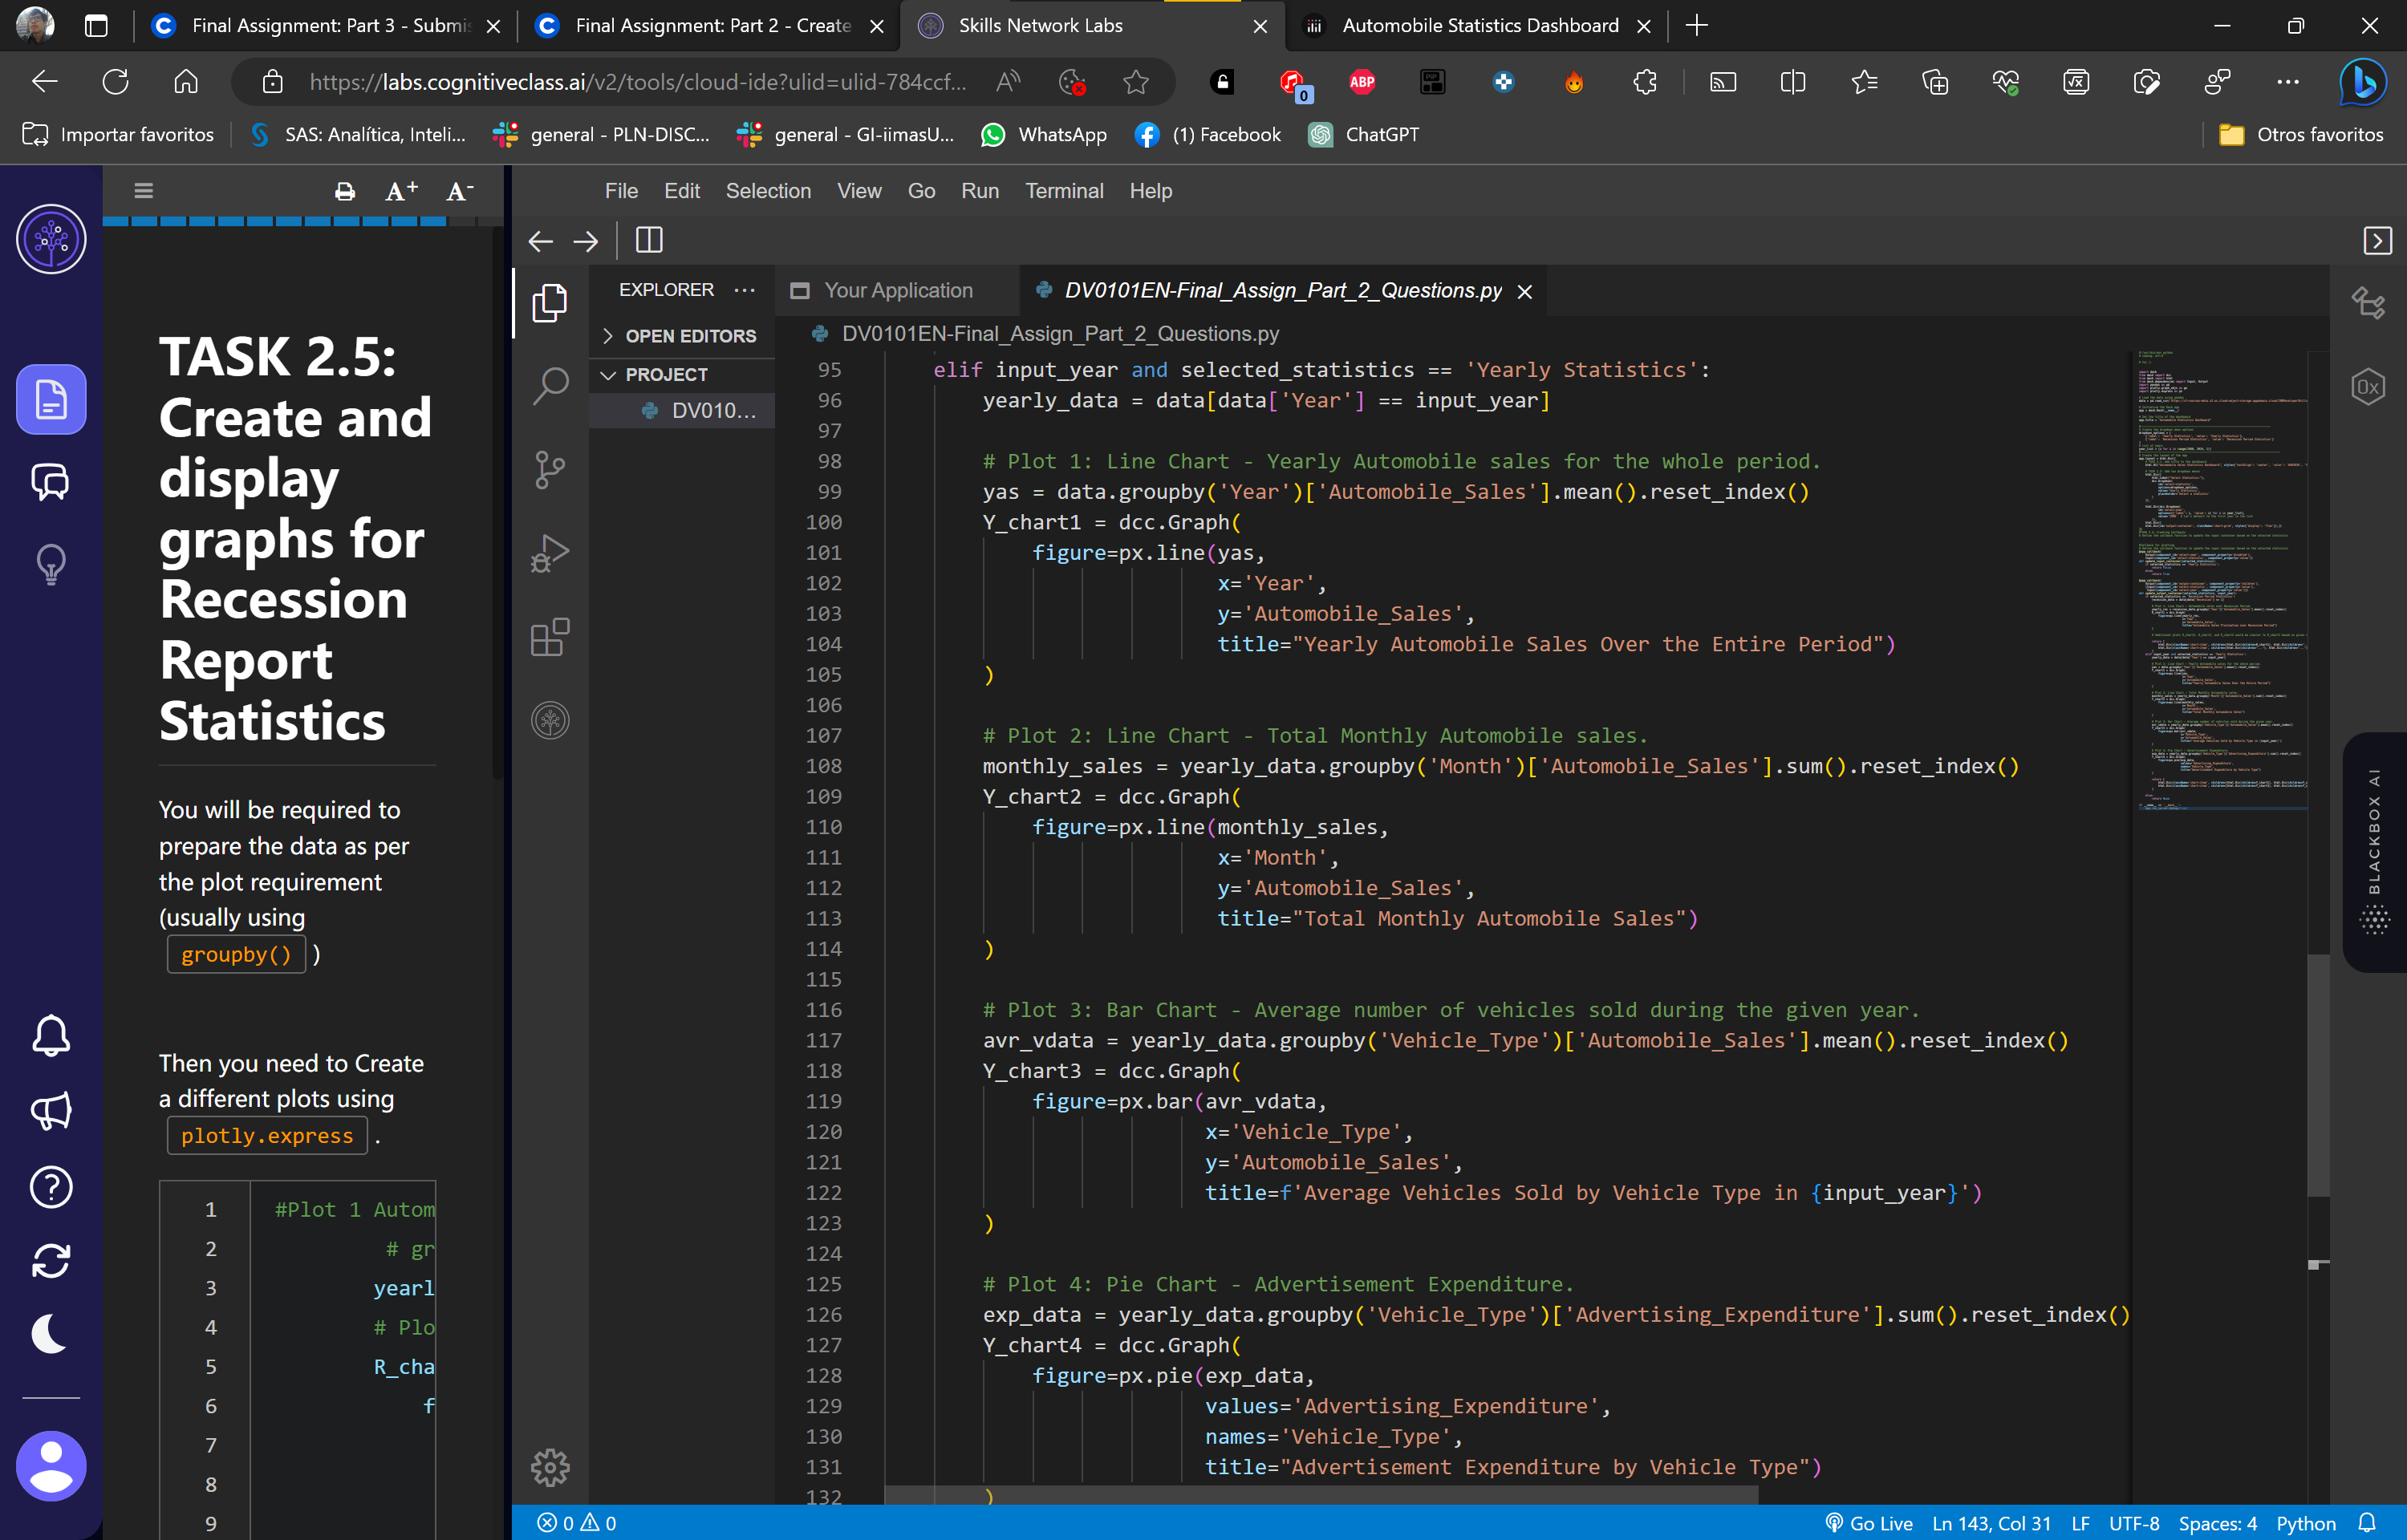 Final Assignment: Part 3 - Submis
Final Assignment: Part 2 - Create
Skills Network Labs
Automobile Statistics Dashboard
https://labs.cognitiveclass.ai/v2/tools/cloud-ide?ulid=ulid-784ccf...
ABP
0
Importar favoritos
SAS: Analítica, Inteli...
general - PLN-DISC...
general - GI-iimasU...
WhatsApp
(1) Facebook
ChatGPT
Otros favoritos
A+ A-
File Edit Selection View Go Run Terminal Help
TASK 2.5:
Create and
display
graphs for
Recession
Report
Statistics
You will be required to
prepare the data as per
the plot requirement
(usually using
groupby() )
Then you need to Create
a different plots using
plotly.express .
1 #Plot 1 Autom
2 # gr
3 yearl
4 # Plo
5 R_cha
6 f
7
8
9
EXPLORER ...
OPEN EDITORS
PROJECT
DV010...
Your Application
DV0101EN-Final_Assign_Part_2_Questions.py
DV0101EN-Final_Assign_Part_2_Questions.py
95 elif input_year and selected_statistics == 'Yearly Statistics':
96 yearly_data = data[data['Year'] == input_year]
97
98 # Plot 1: Line Chart - Yearly Automobile sales for the whole period.
99 yas = data.groupby('Year')['Automobile_Sales'].mean().reset_index()
100 Y_chart1 = dcc.Graph(
101 figure=px.line(yas,
102 x='Year',
103 y='Automobile_Sales',
104 title="Yearly Automobile Sales Over the Entire Period")
105 )
106
107 # Plot 2: Line Chart - Total Monthly Automobile sales.
108 monthly_sales = yearly_data.groupby('Month')['Automobile_Sales'].sum().reset_index()
109 Y_chart2 = dcc.Graph(
110 figure=px.line(monthly_sales,
111 x='Month',
112 y='Automobile_Sales',
113 title="Total Monthly Automobile Sales")
114 )
115
116 # Plot 3: Bar Chart - Average number of vehicles sold during the given year.
117 avr_vdata = yearly_data.groupby('Vehicle_Type')['Automobile_Sales'].mean().reset_index()
118 Y_chart3 = dcc.Graph(
119 figure=px.bar(avr_vdata,
120 x='Vehicle_Type',
121 y='Automobile_Sales',
122 title=f'Average Vehicles Sold by Vehicle Type in {input_year}')
123 )
124
125 # Plot 4: Pie Chart - Advertisement Expenditure.
126 exp_data = yearly_data.groupby('Vehicle_Type')['Advertising_Expenditure'].sum().reset_index()
127 Y_chart4 = dcc.Graph(
128 figure=px.pie(exp_data,
129 values='Advertising_Expenditure',
130 names='Vehicle_Type',
131 title="Advertisement Expenditure by Vehicle Type")
132 )
0x
BLACKBOX AI
0 0
Go Live Ln 143, Col 31 LF UTF-8 Spaces: 4 Python